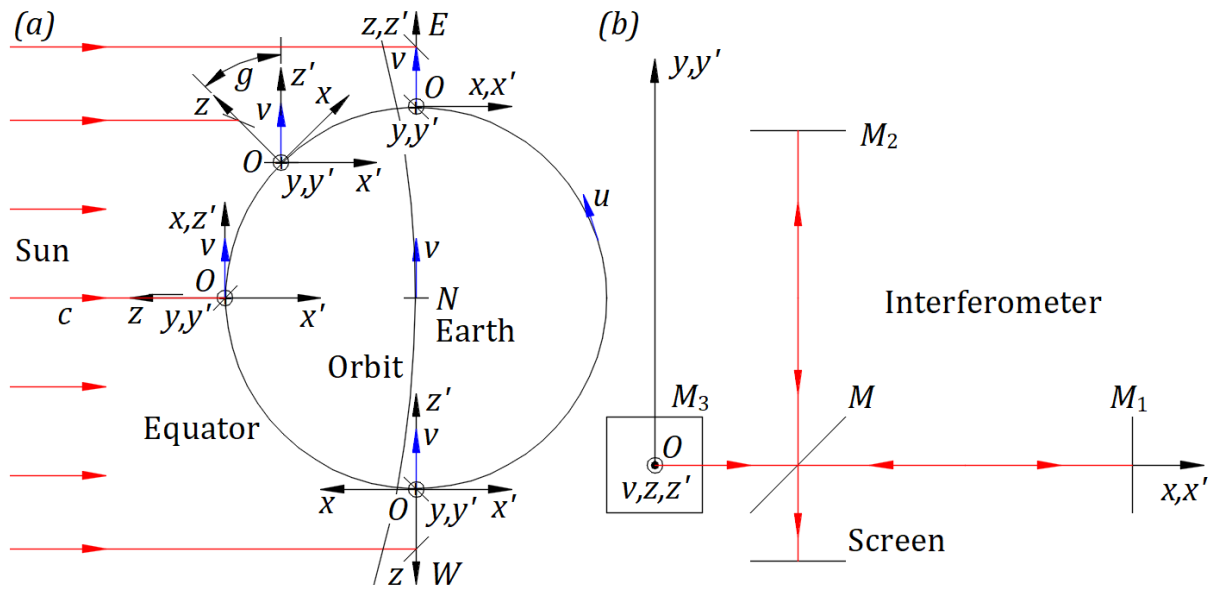 (a)
z,z′
E
(b)
v
y,y′
g
z′
x
O
x,x′
M₂
z
v
y,y′
O
y,y′
x′
u
x,z′
Sun
v
v
O
N
Interferometer
c
z
y,y′
x′
Earth
Orbit
z′
M₃
M
M₁
Equator
v
O
v,z,z′
x,x′
x
O
y,y′
x′
Screen
z
W